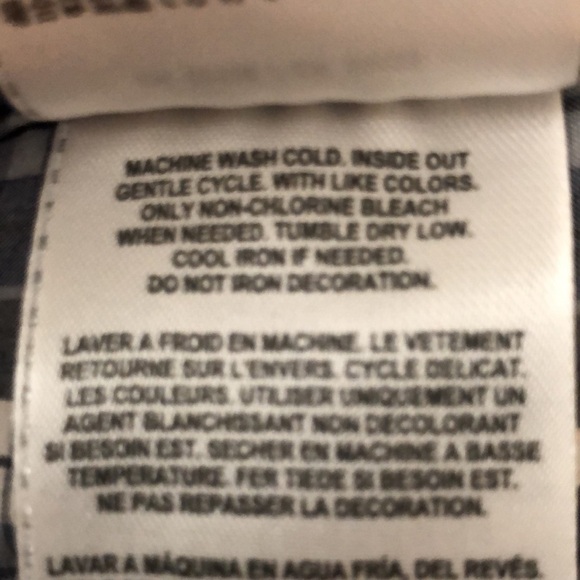 MACHINE WASH COLD. INSIDE OUT
GENTLE CYCLE. WITH LIKE COLORS.
ONLY NON-CHLORINE BLEACH
WHEN NEEDED. TUMBLE DRY LOW.
COOL IRON IF NEEDED.
DO NOT IRON DECORATION.
LAVER A FROID EN MACHINE. LE VETEMENT
RETOURNE SUR L'ENVERS. CYCLE DELICAT.
LES COULEURS. UTILISER UNIQUEMENT UN
AGENT BLANCHISSANT NON DECOLORANT
SI BESOIN EST. SECHER EN MACHINE A BASSE
TEMPERATURE. FER TIEDE SI BESOIN EST.
NE PAS REPASSER LA DECORATION.
LAVAR A MÁQUINA EN AGUA FRÍA, DEL REVÉS.